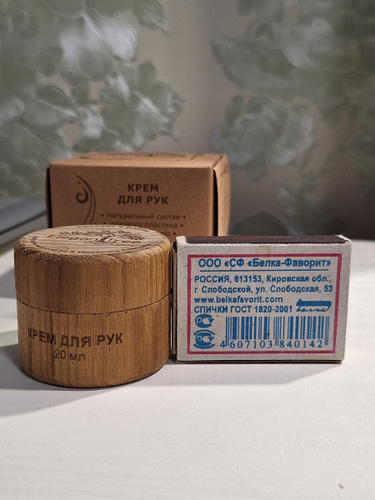 КРЕМ
ДЛЯ РУК
• Натуральный состав •
пластика
КРЕМ ДЛЯ РУК
20 мл
ООО «СФ «Белка-Фаворит»
РОССИЯ, 613153, Кировская обл.,
г Слободской, ул. Слободская, 53
www.belkafavorit.com
СПИЧКИ ГОСТ 1820-2001
4 607103 840142